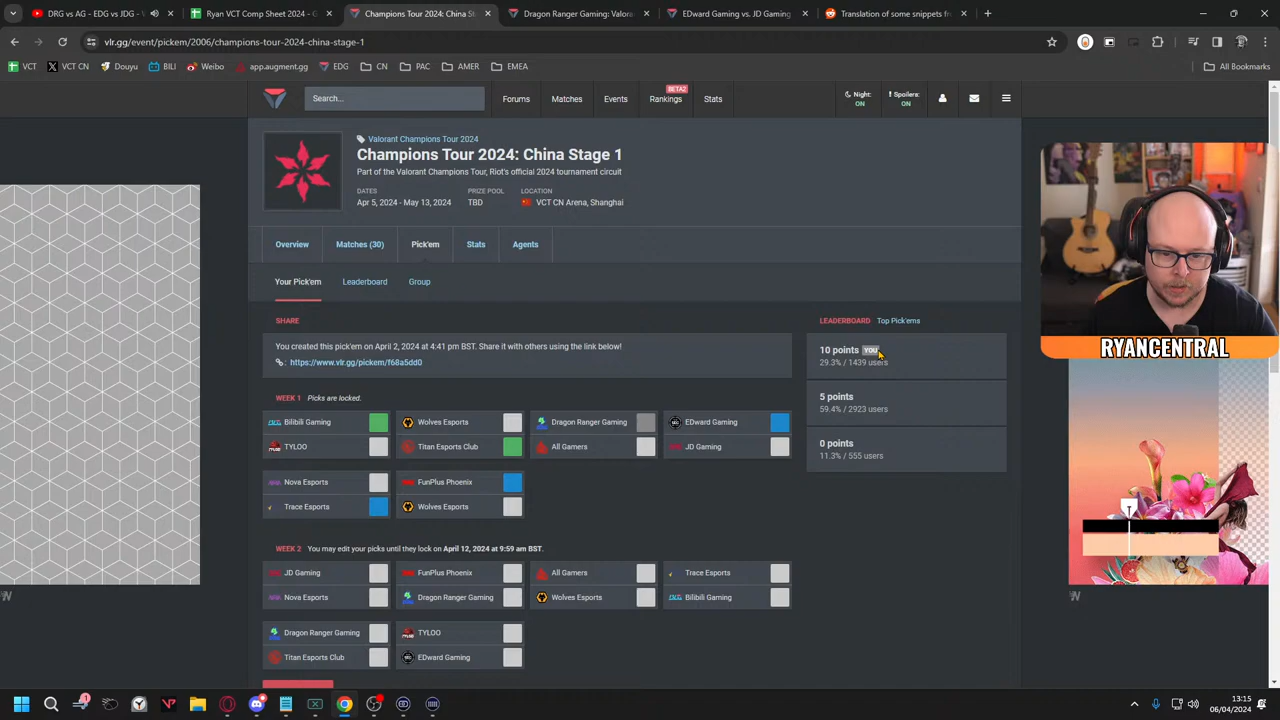 DRG vs AG - EDG vs JDG -
Ryan VCT Comp Sheet 2024 - G
Champions Tour 2024: China St
Dragon Ranger Gaming: Valora
EDward Gaming vs. JD Gaming
Translation of some snippets fr
vlr.gg/event/pickem/2006/champions-tour-2024-china-stage-1
VCT
VCT CN
Douyu
BILI
Weibo
app.augment.gg
EDG
CN
PAC
AMER
EMEA
All Bookmarks
Search...
Forums
Matches
Events
BETA2
Rankings
Stats
Night:
ON
Spoilers:
ON
Valorant Champions Tour 2024
Champions Tour 2024: China Stage 1
Part of the Valorant Champions Tour, Riot's official 2024 tournament circuit
DATES
Apr 5, 2024 - May 13, 2024
PRIZE POOL
TBD
LOCATION
VCT CN Arena, Shanghai
Overview
Matches (30)
Pick'em
Stats
Agents
Your Pick'em
Leaderboard
Group
SHARE
You created this pick'em on April 2, 2024 at 4:41 pm BST. Share it with others using the link below!
: https://www.vlr.gg/pickem/f68a5dd0
WEEK 1 Picks are locked.
Bilibili Gaming
TYLOO
Wolves Esports
Titan Esports Club
Dragon Ranger Gaming
All Gamers
EDward Gaming
JD Gaming
Nova Esports
Trace Esports
FunPlus Phoenix
Wolves Esports
WEEK 2 You may edit your picks until they lock on April 12, 2024 at 9:59 am BST.
JD Gaming
Nova Esports
FunPlus Phoenix
Dragon Ranger Gaming
All Gamers
Wolves Esports
Trace Esports
Bilibili Gaming
Dragon Ranger Gaming
Titan Esports Club
TYLOO
EDward Gaming
LEADERBOARD Top Pick'ems
10 points YOU
29.3% / 1439 users
5 points
59.4% / 2923 users
0 points
11.3% / 555 users
RYANCENTRAL
13:15
06/04/2024